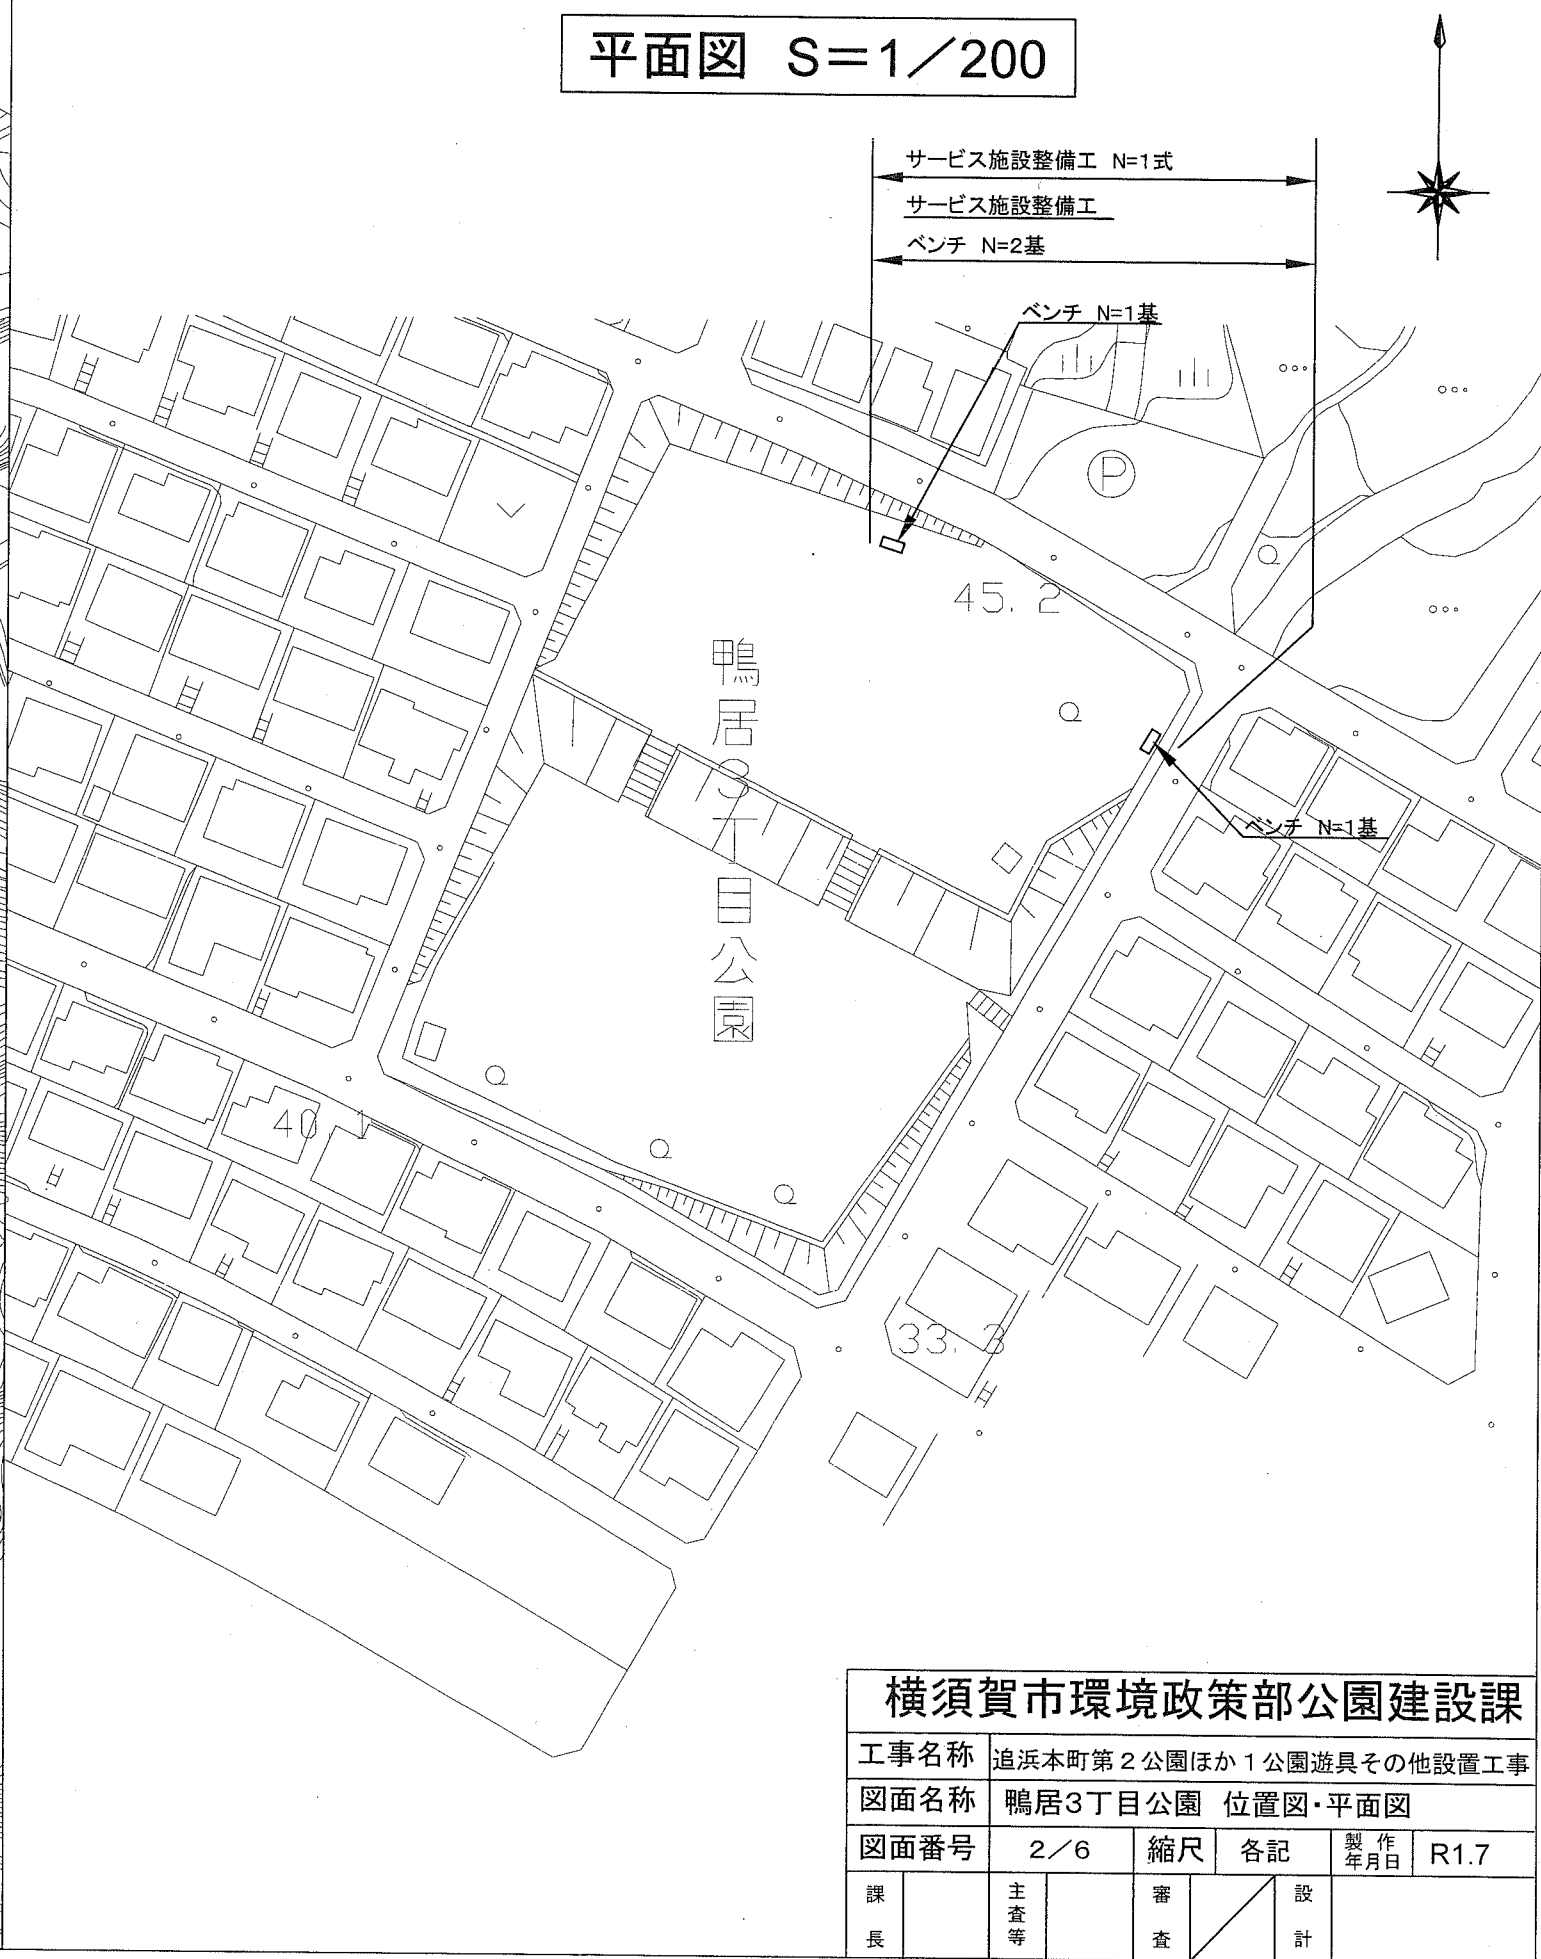 平面図 S=1/200
サービス施設整備工 N=1式
サービス施設整備工
ベンチ N=2基
ベンチ N=1基
P
45.2
鴨居3丁目公園
ベンチ N=1基
40.1
33.3
横須賀市環境政策部公園建設課
工事名称 追浜本町第2公園ほか1公園遊具その他設置工事
図面名称 鴨居3丁目公園 位置図・平面図
図面番号 2/6 縮尺 各記 製作年月日 R1.7
課長 主査等 審査 設計